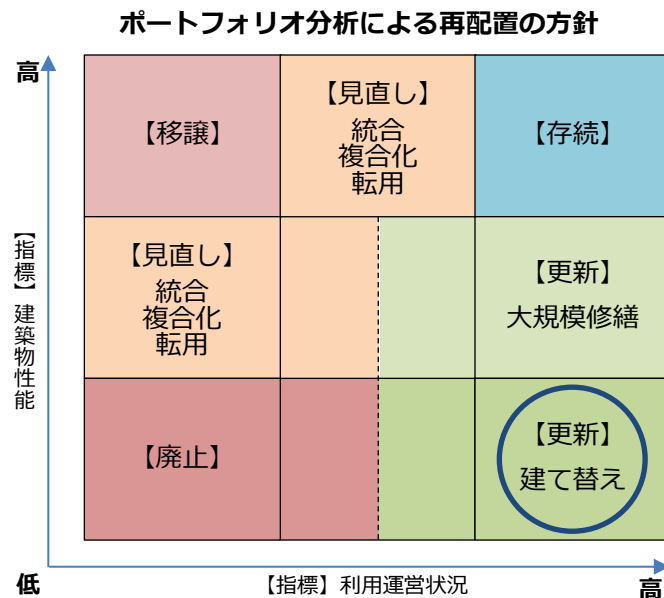 ポートフォリオ分析による再配置の方針
高
【移譲】
【見直し】
統合
複合化
転用
【存続】
【指標】建築物性能
【見直し】
統合
複合化
転用
【更新】
大規模修繕
【廃止】
【更新】
建て替え
低
【指標】利用運営状況
高